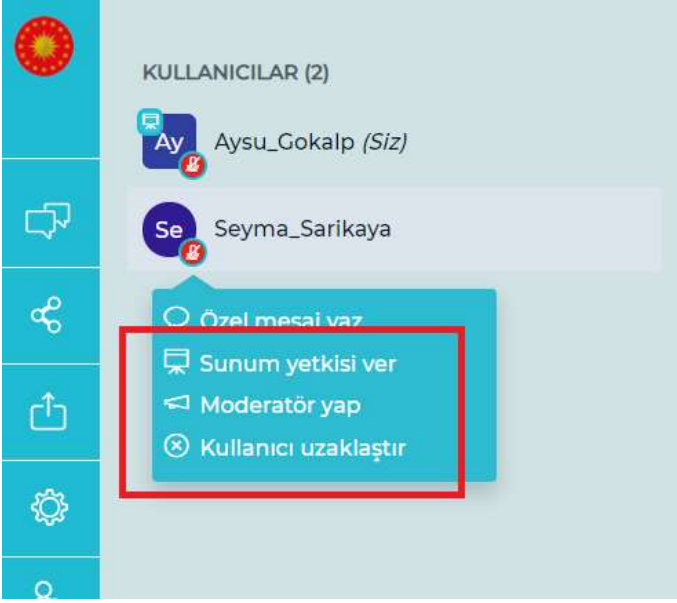 KULLANICILAR (2)
Ay
Aysu_Gokalp (Siz)
Se
Seyma_Sarikaya
Özel mesaj yaz
Sunum yetkisi ver
Moderatör yap
Kullanıcı uzaklaştır